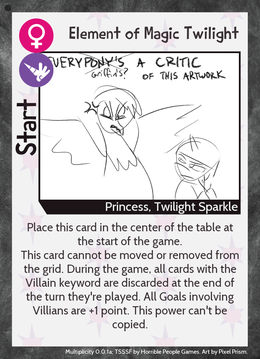 Element of Magic Twilight
EVERYPONY'S A CRITIC
Griffin's?
OF THIS ARTWORK
Start
Princess, Twilight Sparkle
Place this card in the center of the table at
the start of the game.
This card cannot be moved or removed from
the grid. During the game, all cards with the
Villain keyword are discarded at the end of
the turn they're played. All Goals involving
Villians are +1 point. This power can't be
copied.
Multiplicity 0.0.1a; TSSSF by Horrible People Games. Art by Pixel Prism.